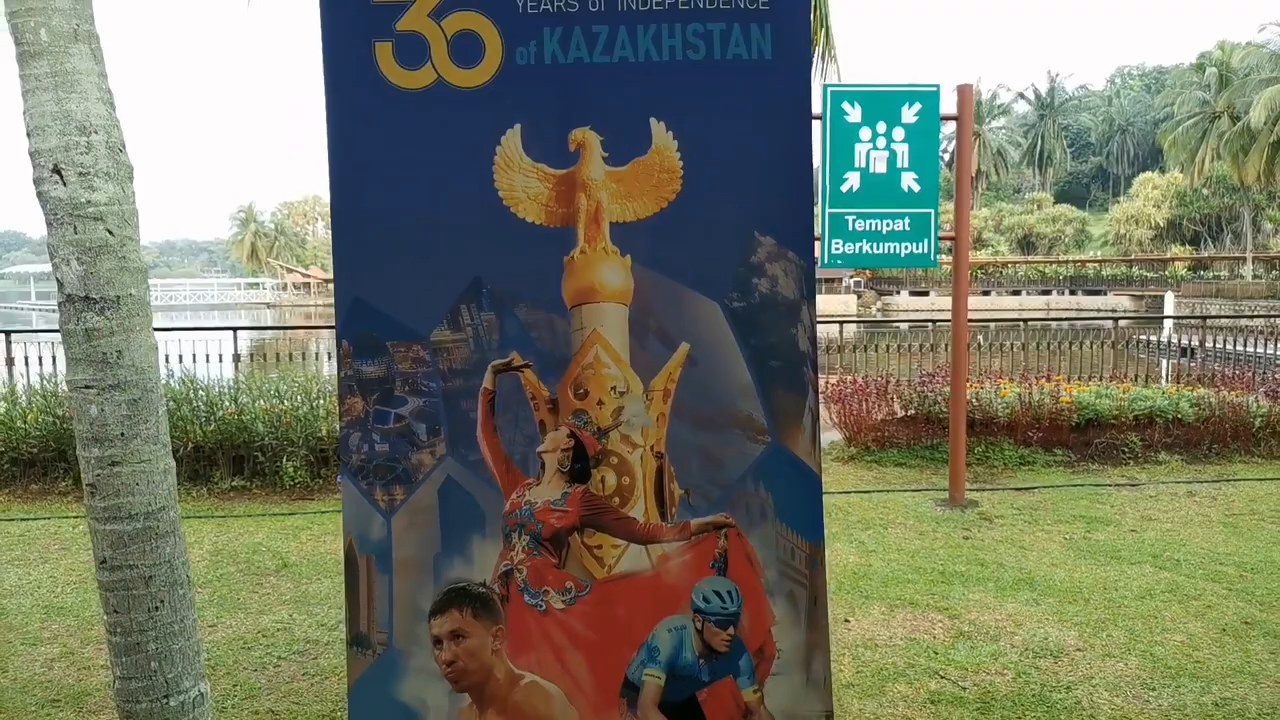 30
YEARS of INDEPENDENCE
of KAZAKHSTAN
Tempat
Berkumpul